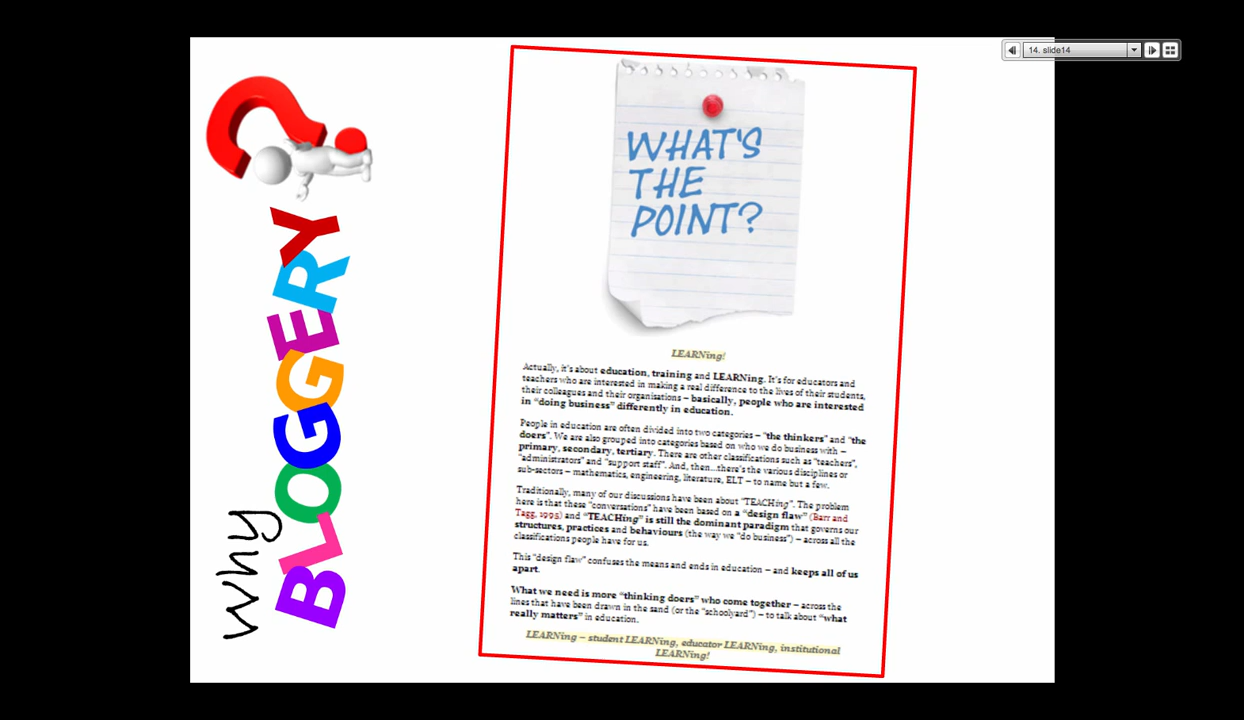 14. slide14
why
BLOGGERY
WHAT'S
THE
POINT?
LEARNing!
Actually, it's about education, training and LEARNing. It's for educators and
teachers who are interested in making a real difference to the lives of their students,
their colleagues and their organisations – basically, people who are interested
in "doing business" differently in education.
People in education are often divided into two categories – "the thinkers" and "the
doers". We are also grouped into categories based on who we do business with –
primary, secondary, tertiary. There are other classifications such as "teachers",
"administrators" and "support staff". And, then...there's the various disciplines or
sub-sectors – mathematics, engineering, literature, ELT – to name but a few.
Traditionally, many of our discussions have been about "TEACHing". The problem
here is that these "conversations" have been based on a "design flaw" (Barr and
Tagg, 1995) and "TEACHing" is still the dominant paradigm that governs our
structures, practices and behaviours (the way we "do business") – across all the
classifications people have for us.
This "design flaw" confuses the means and ends in education – and keeps all of us
apart.
What we need is more "thinking doers" who come together – across the
lines that have been drawn in the sand (or the "schoolyard") – to talk about "what
really matters" in education.
LEARNing – student LEARNing, educator LEARNing, institutional
LEARNing!